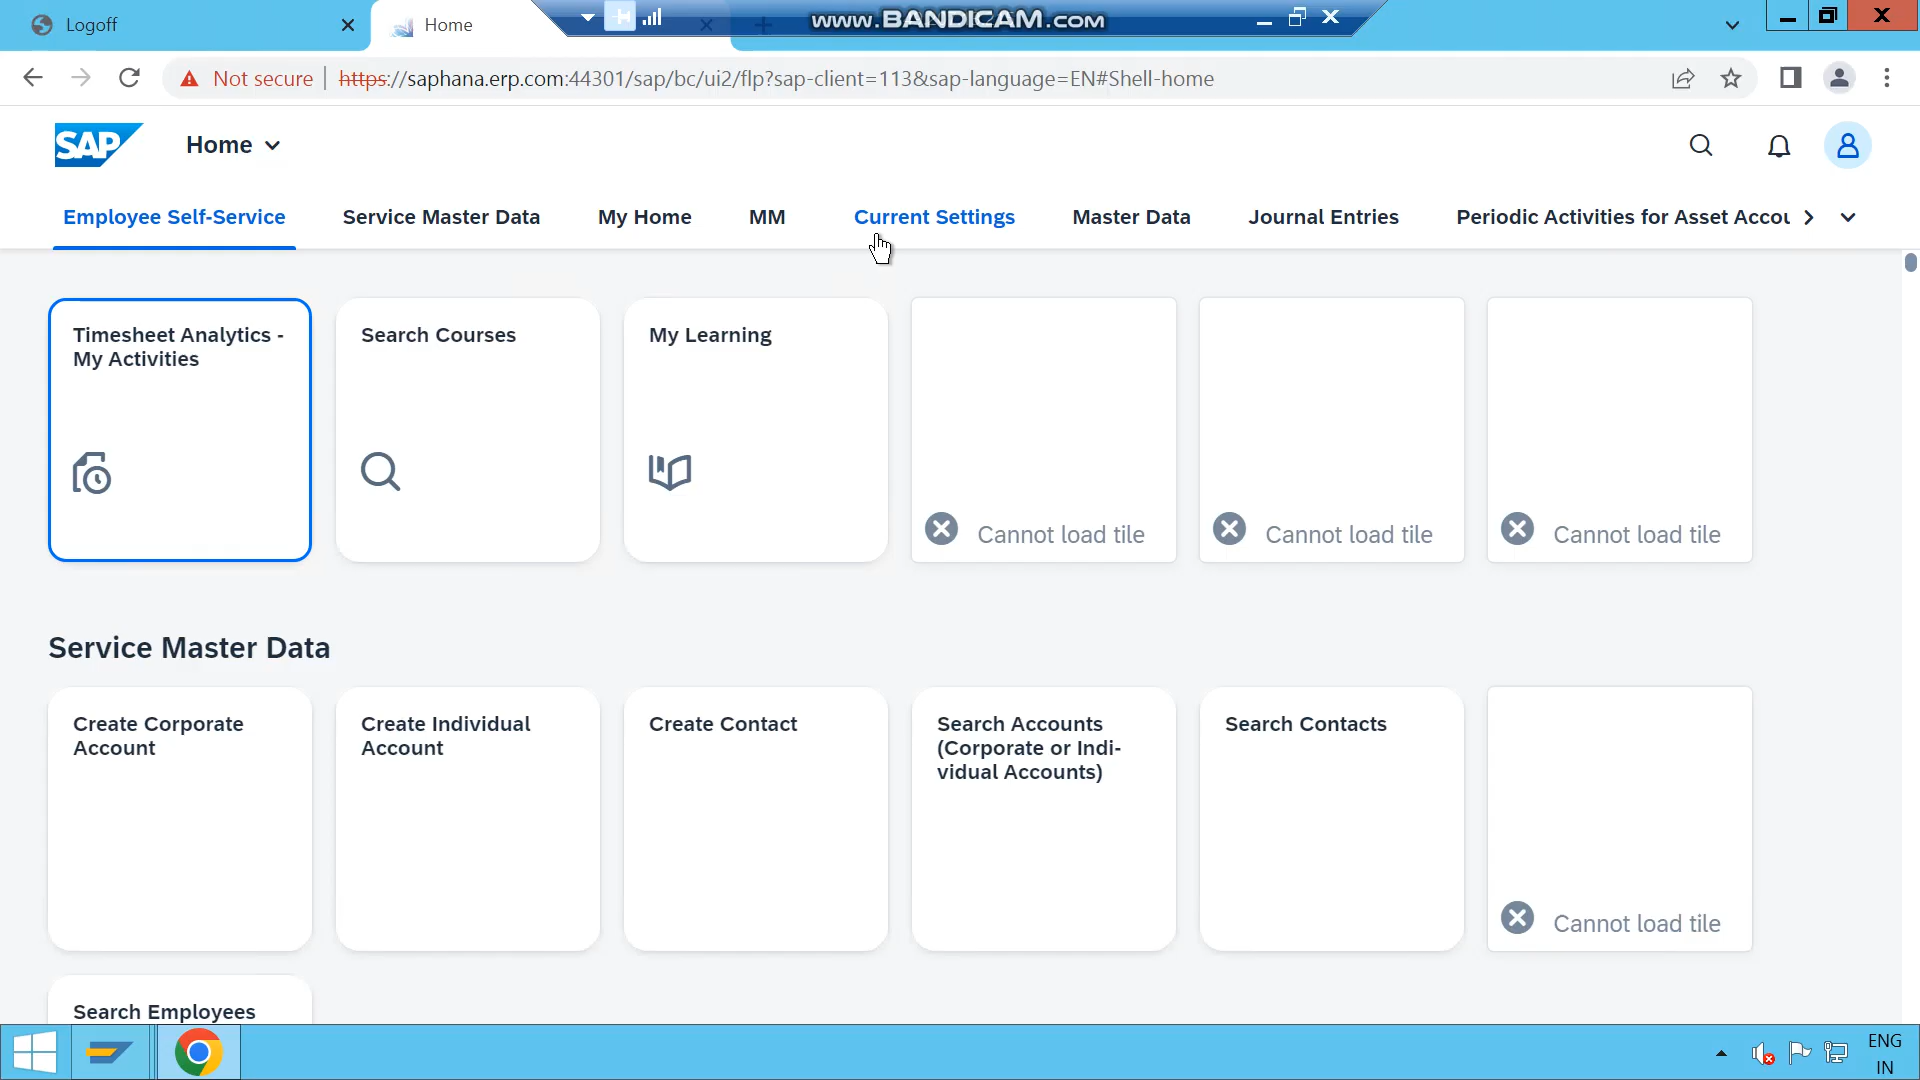 Logoff
Home
www.BANDICAM.com
Not secure
https://saphana.erp.com:44301/sap/bc/ui2/flp?sap-client=113&sap-language=EN#Shell-home
SAP
Home
Employee Self-Service
Service Master Data
My Home
MM
Current Settings
Master Data
Journal Entries
Periodic Activities for Asset Accou
Timesheet Analytics -
My Activities
Search Courses
My Learning
Cannot load tile
Cannot load tile
Cannot load tile
Service Master Data
Create Corporate
Account
Create Individual
Account
Create Contact
Search Accounts
(Corporate or Indi-
vidual Accounts)
Search Contacts
Cannot load tile
Search Employees
ENG
IN